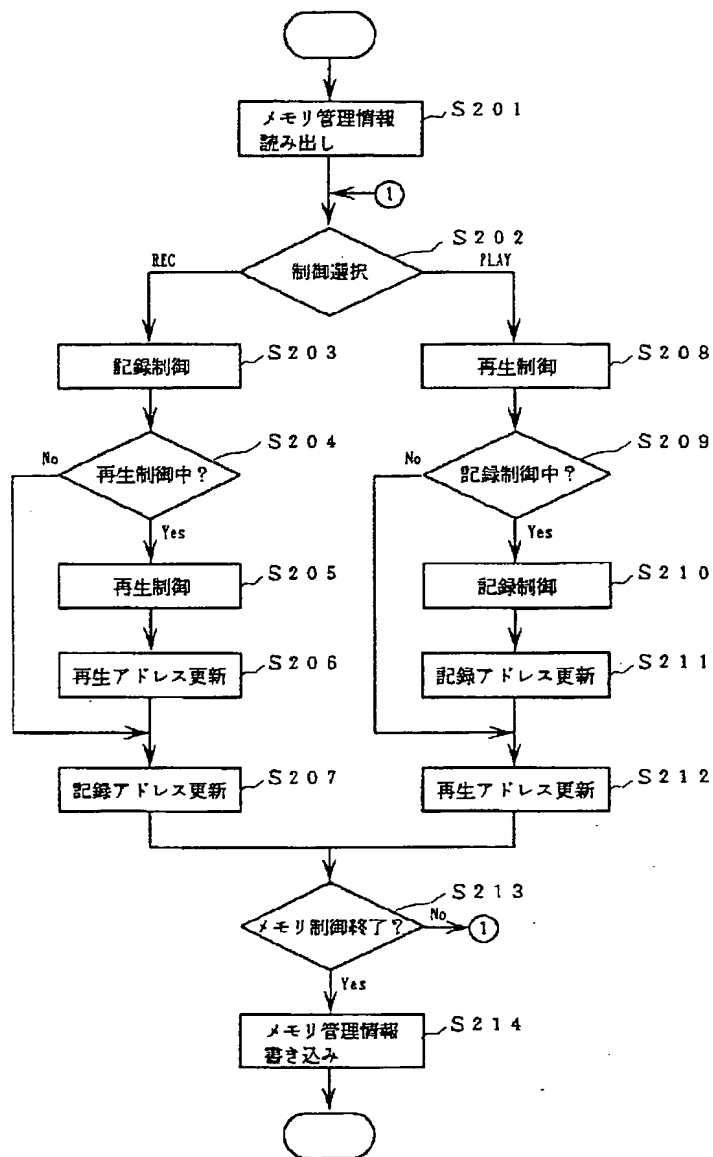 メモリ管理情報
読み出し
S201
①
S202
制御選択
REC
PLAY
記録制御
S203
再生制御
S208
再生制御中？
S204
No
Yes
記録制御中？
S209
No
Yes
再生制御
S205
記録制御
S210
再生アドレス更新
S206
記録アドレス更新
S211
記録アドレス更新
S207
再生アドレス更新
S212
メモリ制御終了？
S213
No
①
Yes
メモリ管理情報
書き込み
S214